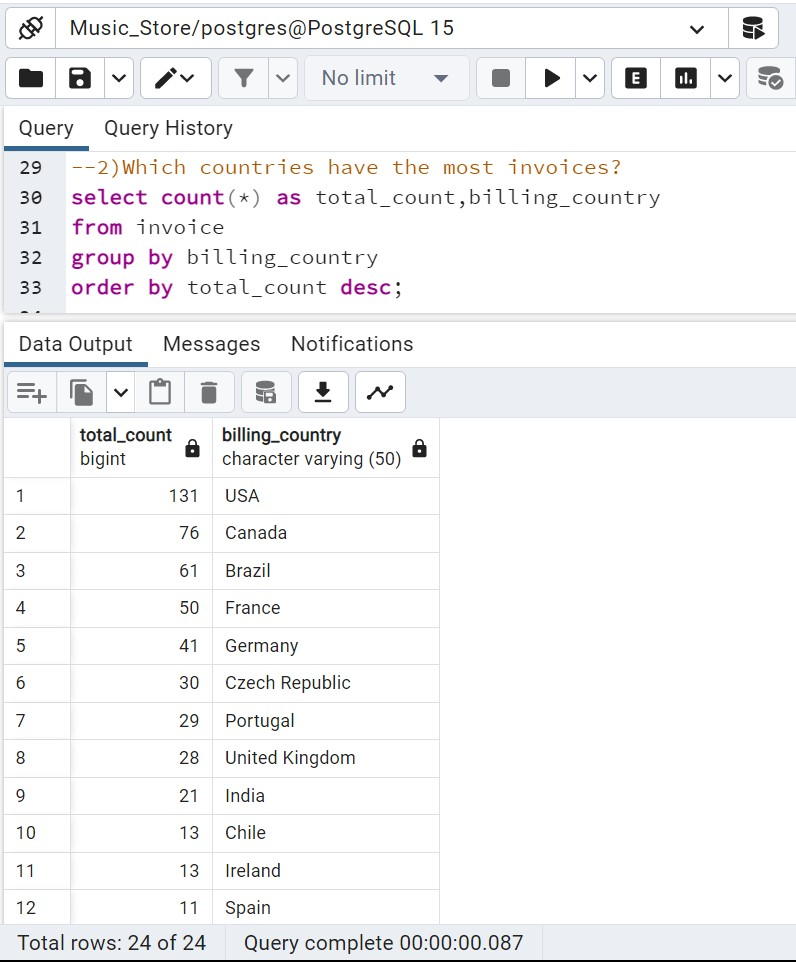 Music_Store/postgres@PostgreSQL 15
No limit
E
Query Query History
29 --2)Which countries have the most invoices?
30 select count(*) as total_count,billing_country
31 from invoice
32 group by billing_country
33 order by total_count desc;
Data Output Messages Notifications
total_count billing_country
bigint character varying (50)
1 131 USA
2 76 Canada
3 61 Brazil
4 50 France
5 41 Germany
6 30 Czech Republic
7 29 Portugal
8 28 United Kingdom
9 21 India
10 13 Chile
11 13 Ireland
12 11 Spain
Total rows: 24 of 24 Query complete 00:00:00.087